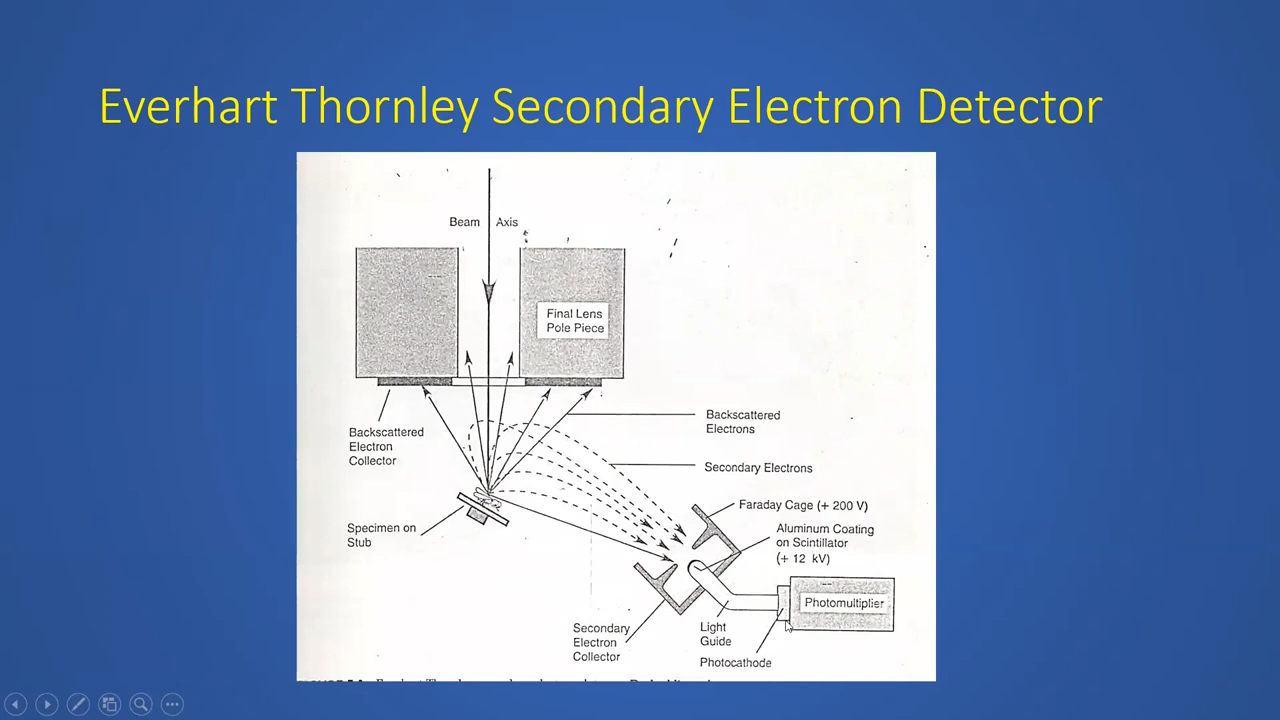 Everhart Thornley Secondary Electron Detector
Beam Axis
Final Lens
Pole Piece
Backscattered
Electrons
Backscattered
Electron
Collector
Secondary Electrons
Faraday Cage (+ 200 V)
Specimen on
Stub
Aluminum Coating
on Scintillator
(+ 12 kV)
Photomultiplier
Secondary
Electron
Collector
Light
Guide
Photocathode